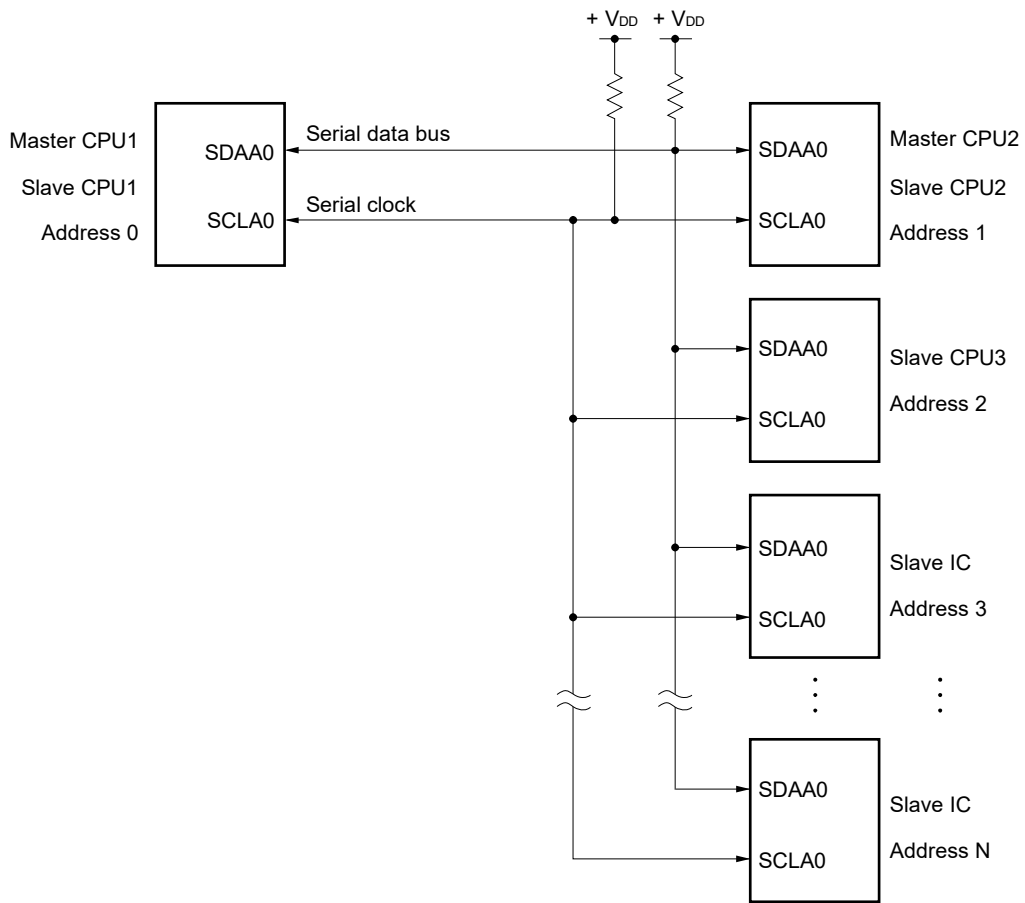 + VDD + VDD
Master CPU1
Slave CPU1
Address 0
SDAA0
SCLA0
Serial data bus
Serial clock
SDAA0
SCLA0
Master CPU2
Slave CPU2
Address 1
SDAA0
SCLA0
Slave CPU3
Address 2
SDAA0
SCLA0
Slave IC
Address 3
SDAA0
SCLA0
Slave IC
Address N